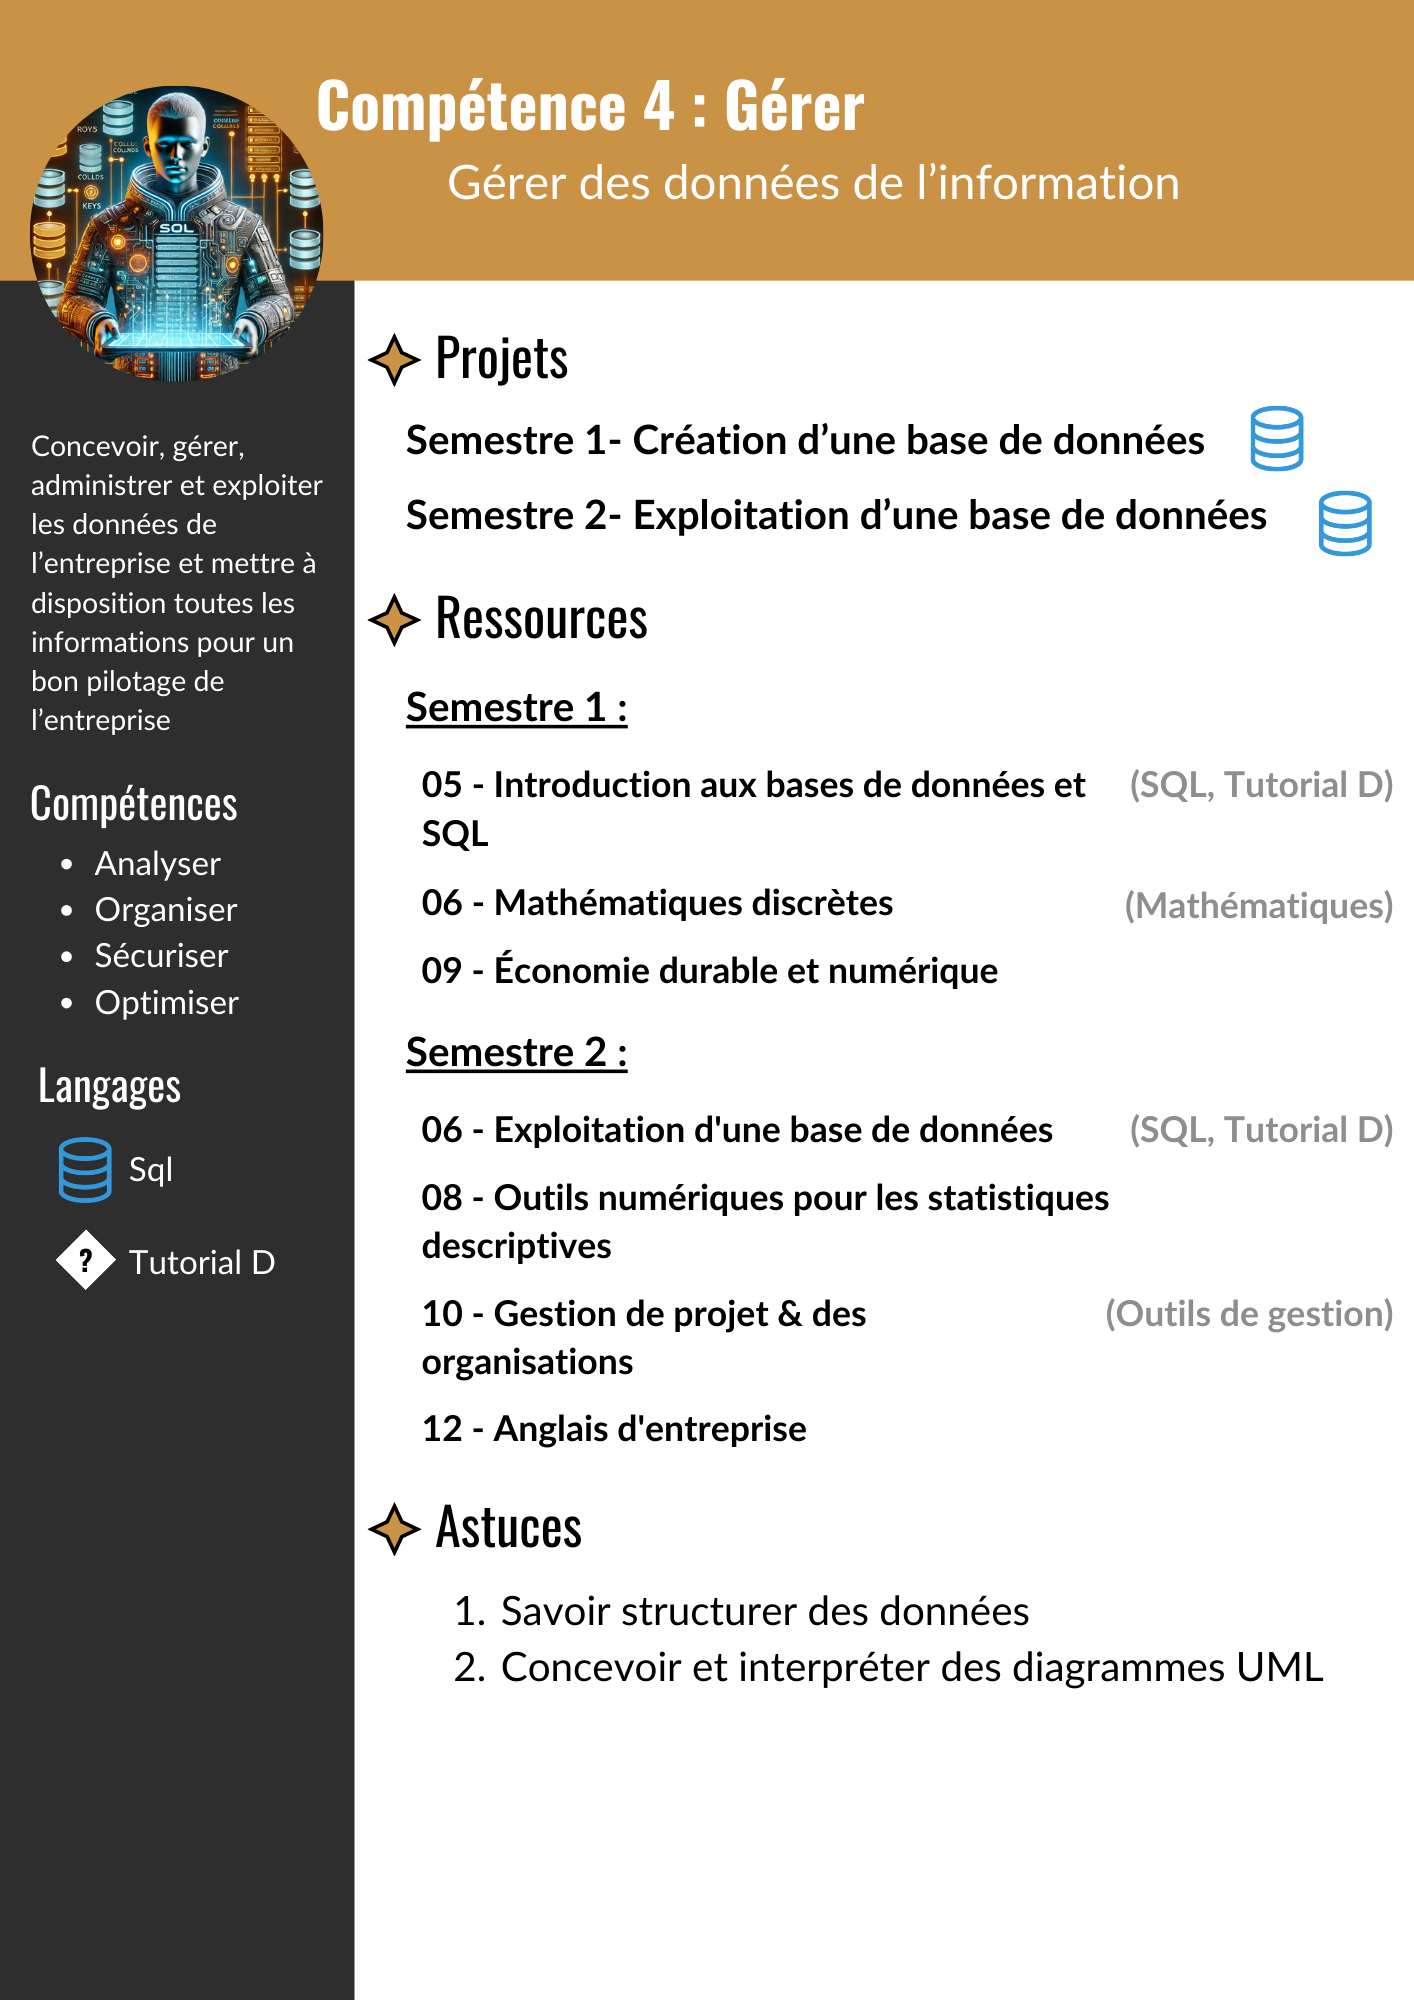 Compétence 4 : Gérer
Gérer des données de l’information
ROYS
COLLDS
KEYS
SQL
Concevoir, gérer,
administrer et exploiter
les données de
l’entreprise et mettre à
disposition toutes les
informations pour un
bon pilotage de
l’entreprise
Compétences
• Analyser
• Organiser
• Sécuriser
• Optimiser
Langages
Sql
? Tutorial D
Projets
Semestre 1- Création d’une base de données
Semestre 2- Exploitation d’une base de données
Ressources
Semestre 1 :
05 - Introduction aux bases de données et (SQL, Tutorial D)
SQL
06 - Mathématiques discrètes (Mathématiques)
09 - Économie durable et numérique
Semestre 2 :
06 - Exploitation d'une base de données (SQL, Tutorial D)
08 - Outils numériques pour les statistiques
descriptives
10 - Gestion de projet & des (Outils de gestion)
organisations
12 - Anglais d'entreprise
Astuces
1. Savoir structurer des données
2. Concevoir et interpréter des diagrammes UML